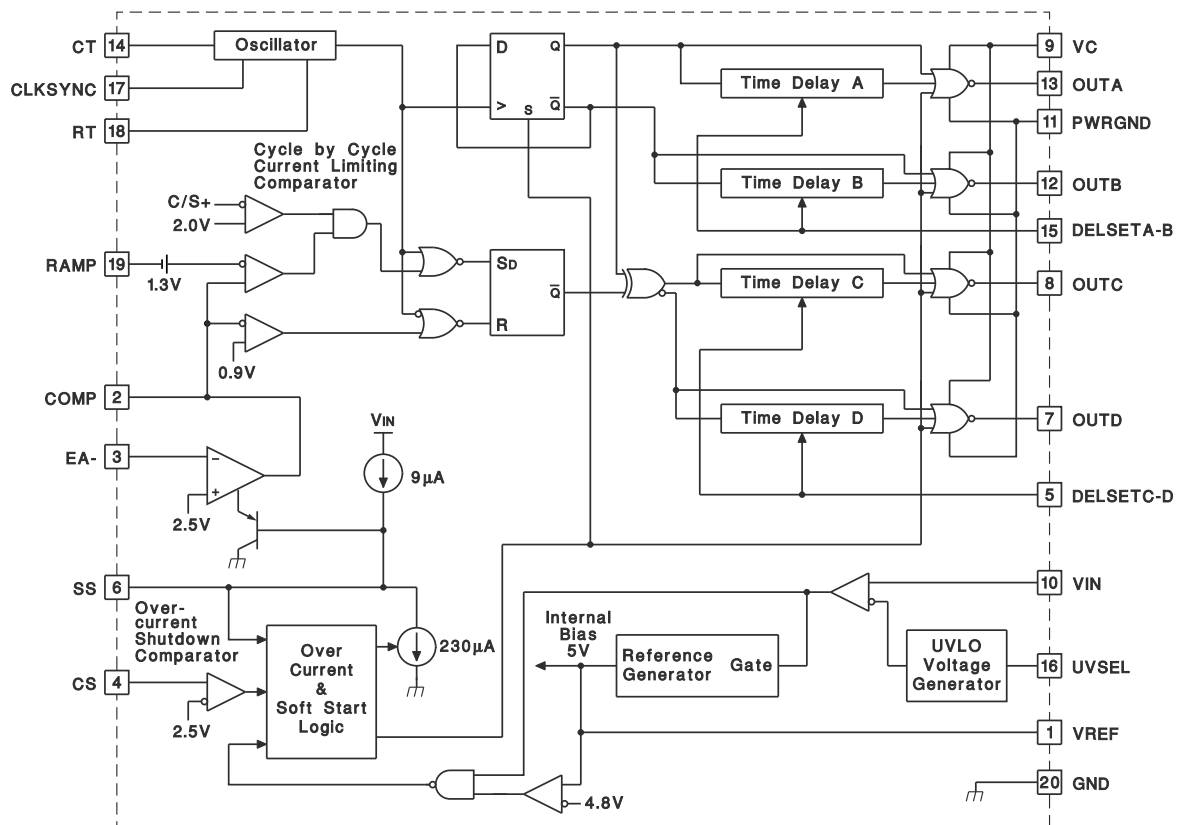 CT 14 Oscillator D Q 9 VC
CLKSYNC 17 > S Q̅ Time Delay A 13 OUTA
RT 18 11 PWRGND
Cycle by Cycle
Current Limiting
Comparator
Time Delay B 12 OUTB
C/S+
2.0V
15 DELSETA-B
RAMP 19 1.3V
SD Q̅ R
Time Delay C 8 OUTC
0.9V
COMP 2
Time Delay D 7 OUTD
VIN
EA- 3 - +
9µA
2.5V
5 DELSETC-D
SS 6
10 VIN
Over-
current
Shutdown
Comparator
Over
Current
&
Soft Start
Logic
230µA
Internal
Bias
5V
Reference
Generator
Gate
UVLO
Voltage
Generator
16 UVSEL
CS 4
2.5V
1 VREF
4.8V
20 GND